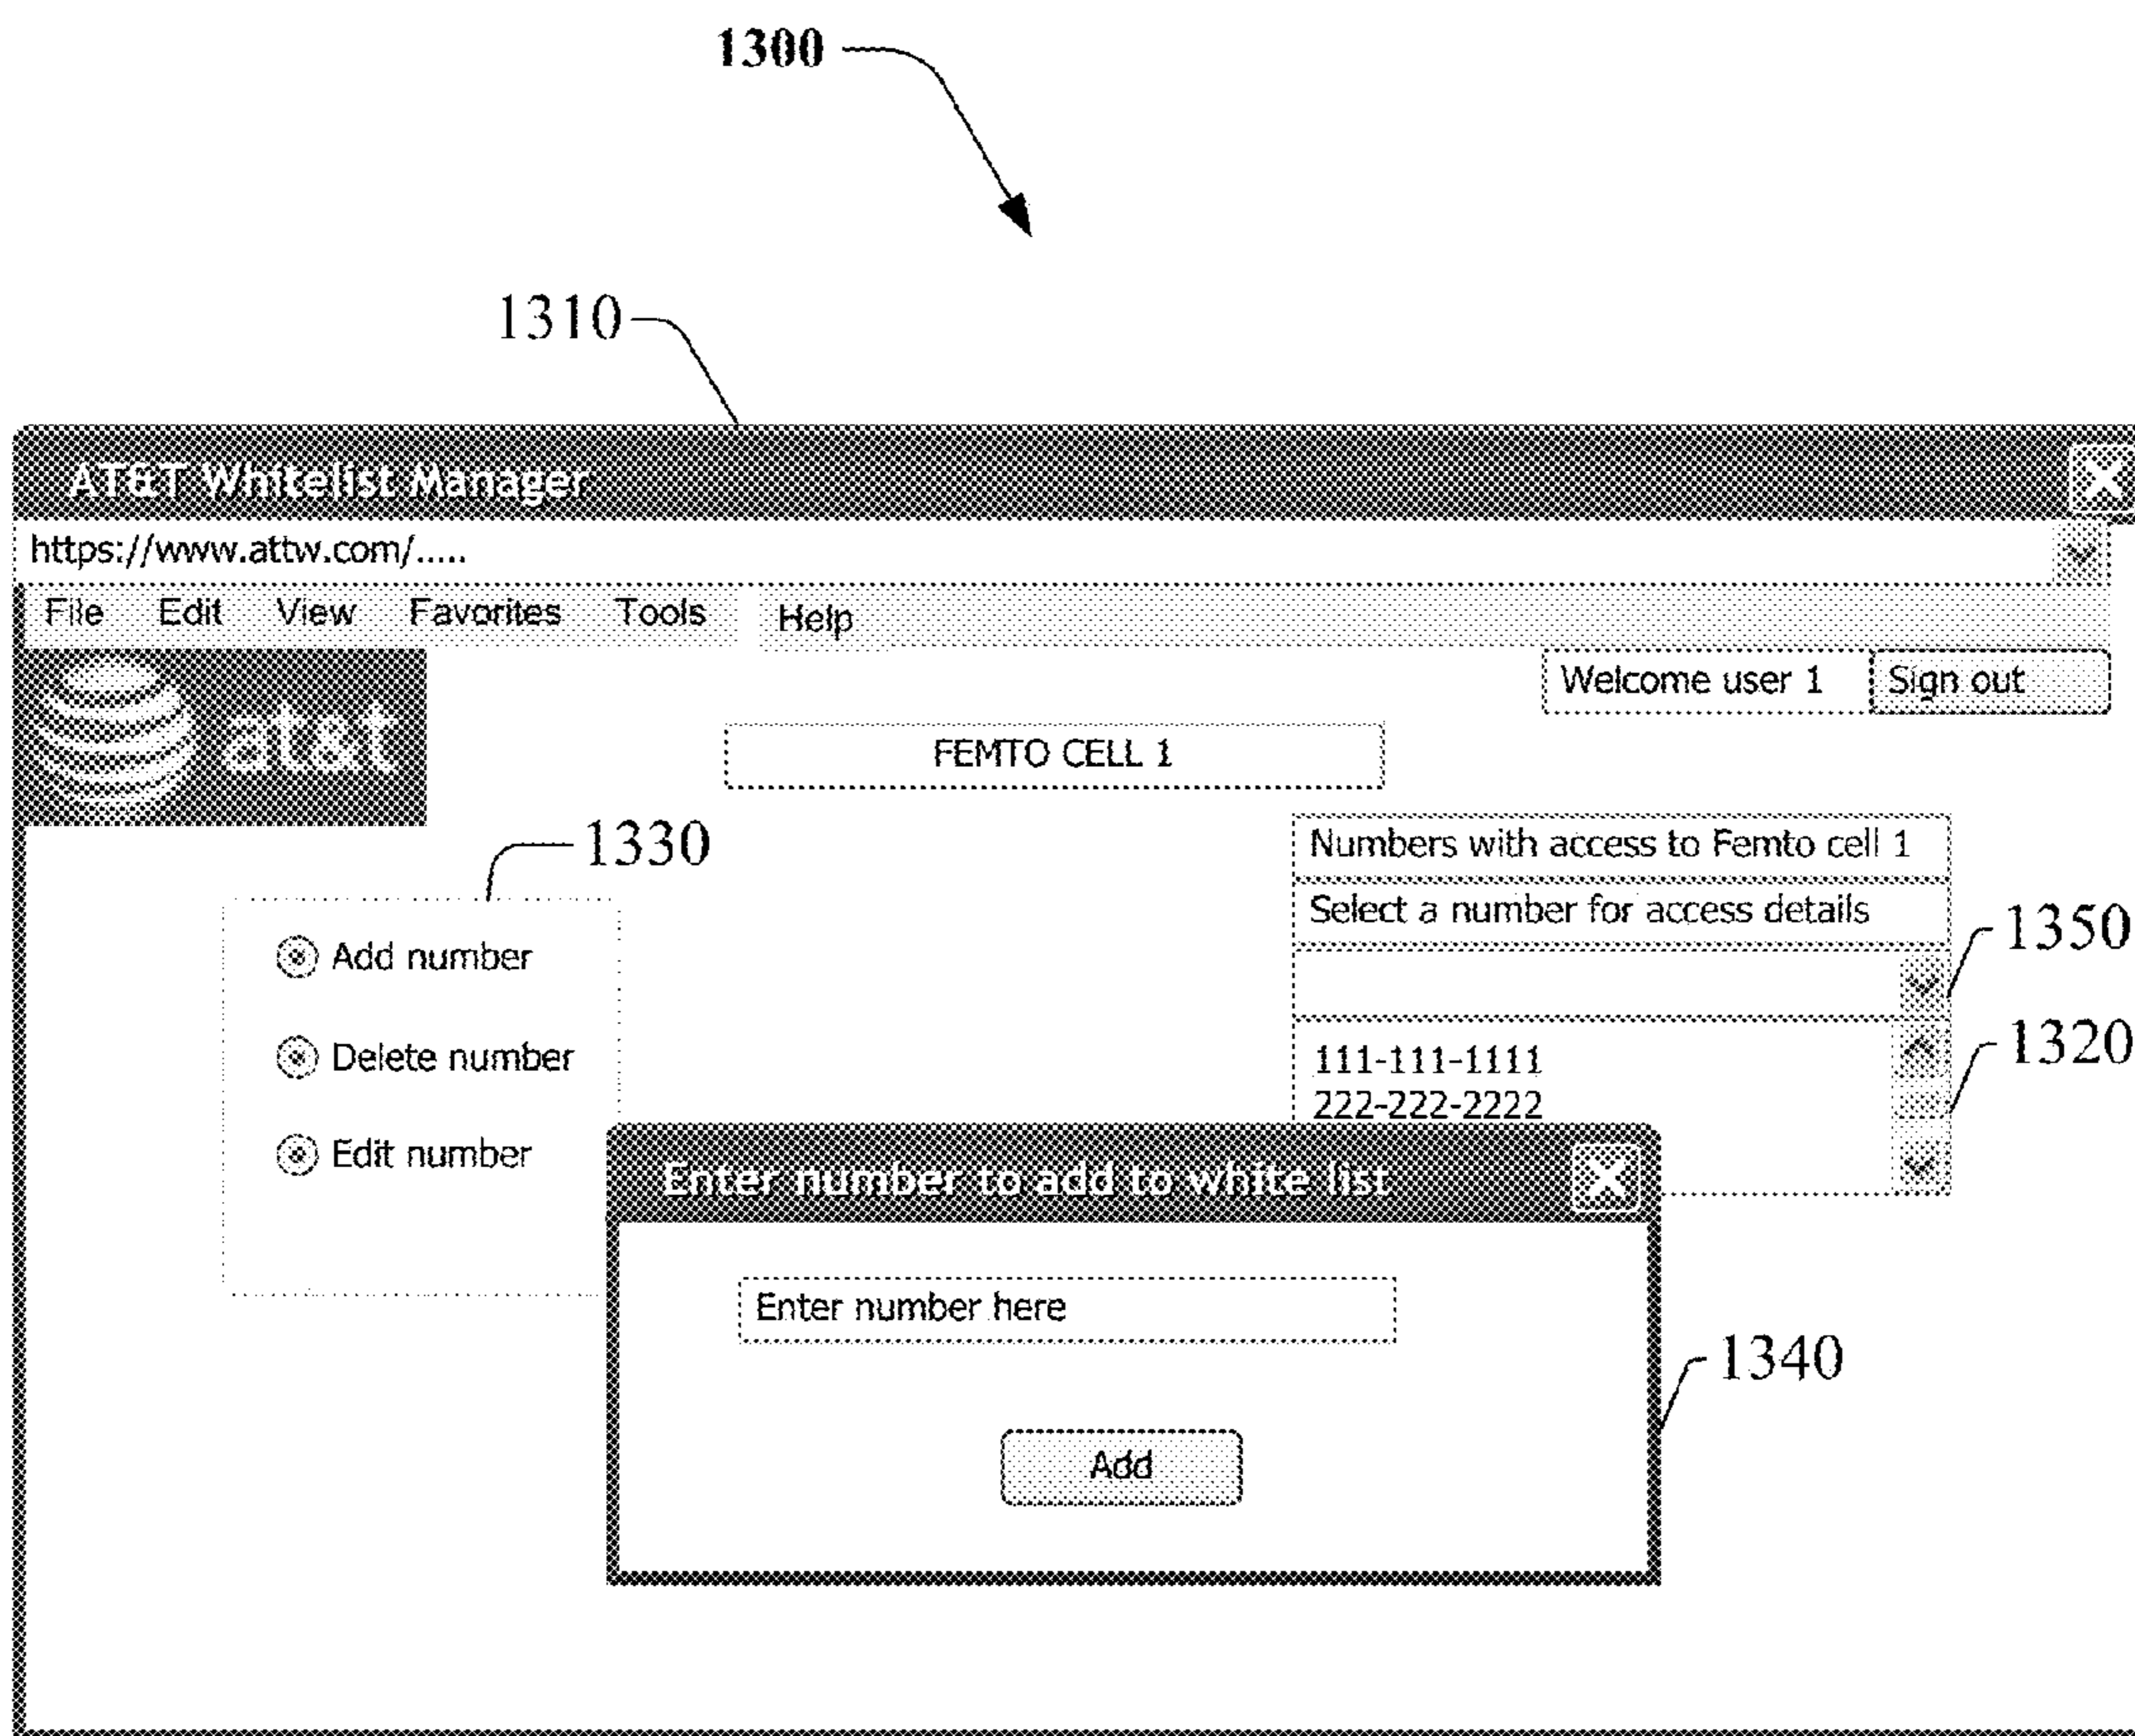 1300
1310
AT&T Whitelist Manager
https://www.attw.com/.....
File Edit View Favorites Tools Help
at&t
Welcome user 1
Sign out
FEMTO CELL 1
1330
Add number
Delete number
Edit number
Numbers with access to Femto cell 1
Select a number for access details
1350
1320
111-111-1111
222-222-2222
Enter number to add to white list
Enter number here
1340
Add